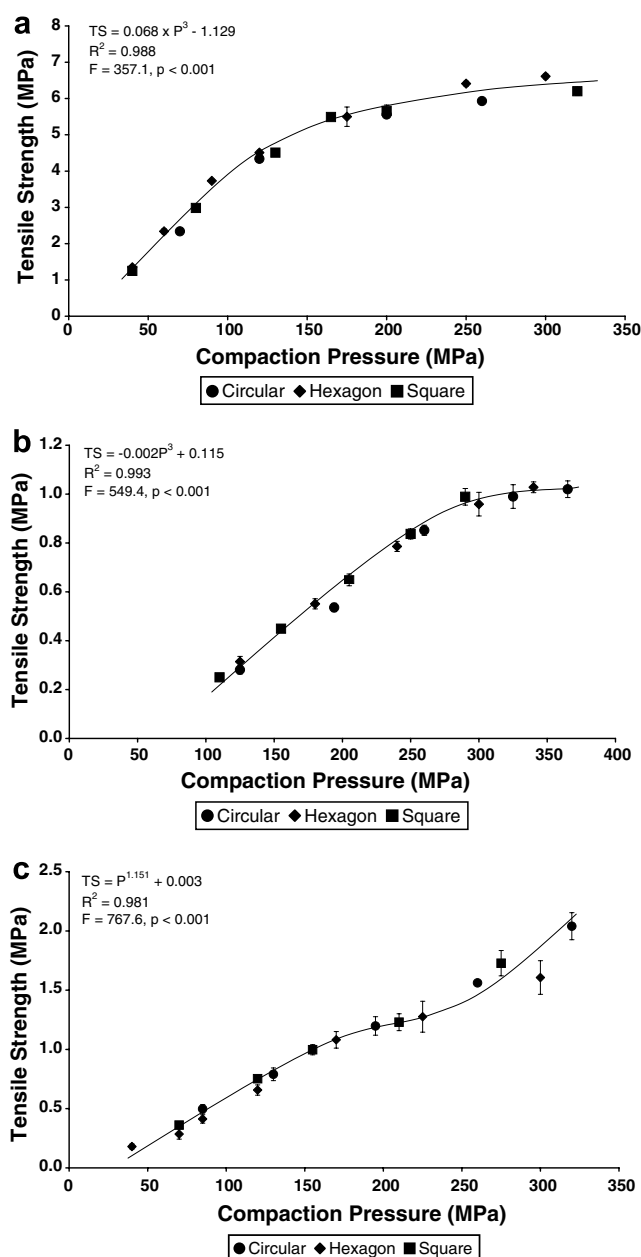 a
TS = 0.068 x P³ - 1.129
R² = 0.988
F = 357.1, p < 0.001
Tensile Strength (MPa)
8
7
6
5
4
3
2
1
0
0 50 100 150 200 250 300 350
Compaction Pressure (MPa)
● Circular ◆ Hexagon ■ Square
b
TS = -0.002P³ + 0.115
R² = 0.993
F = 549.4, p < 0.001
Tensile Strength (MPa)
1.2
1.0
0.8
0.6
0.4
0.2
0.0
0 50 100 150 200 250 300 350 400
Compaction Pressure (MPa)
● Circular ◆ Hexagon ■ Square
c
TS = P¹·¹⁵¹ + 0.003
R² = 0.981
F = 767.6, p < 0.001
Tensile Strength (MPa)
2.5
2.0
1.5
1.0
0.5
0.0
0 50 100 150 200 250 300 350
Compaction Pressure (MPa)
● Circular ◆ Hexagon ■ Square